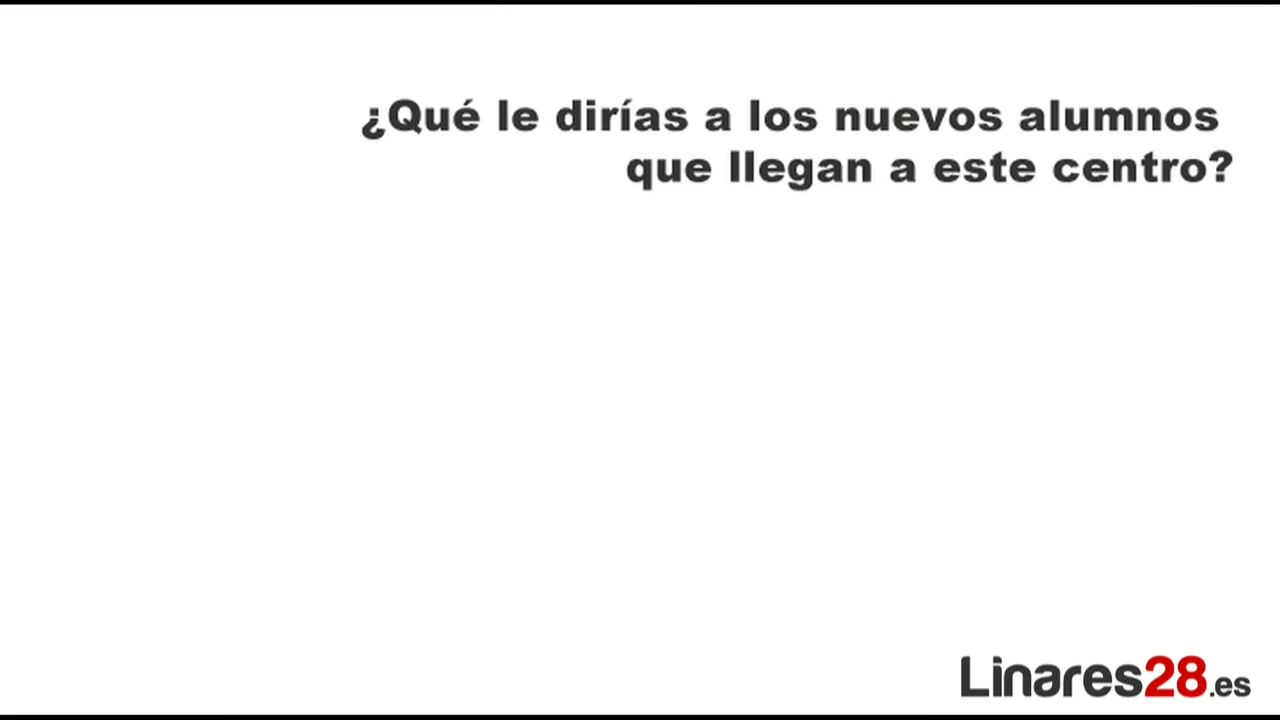 ¿Qué le dirías a los nuevos alumnos
que llegan a este centro?
Linares28.es